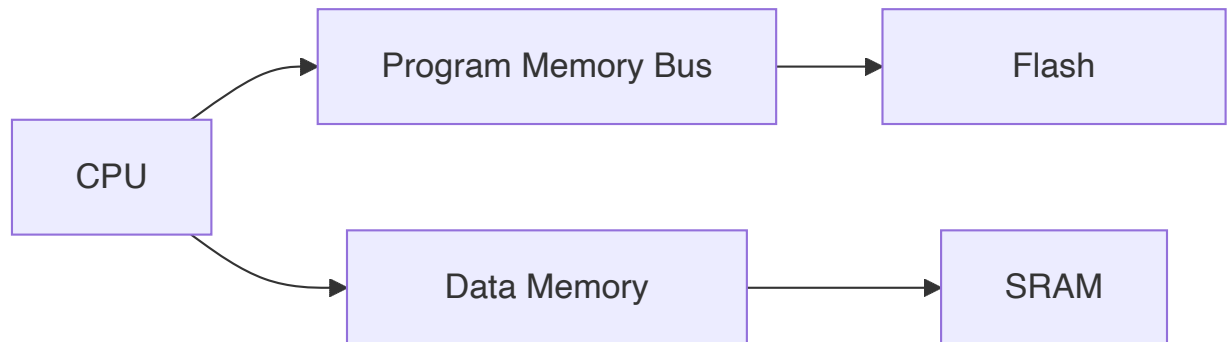 Program Memory Bus
Flash
CPU
Data Memory
SRAM